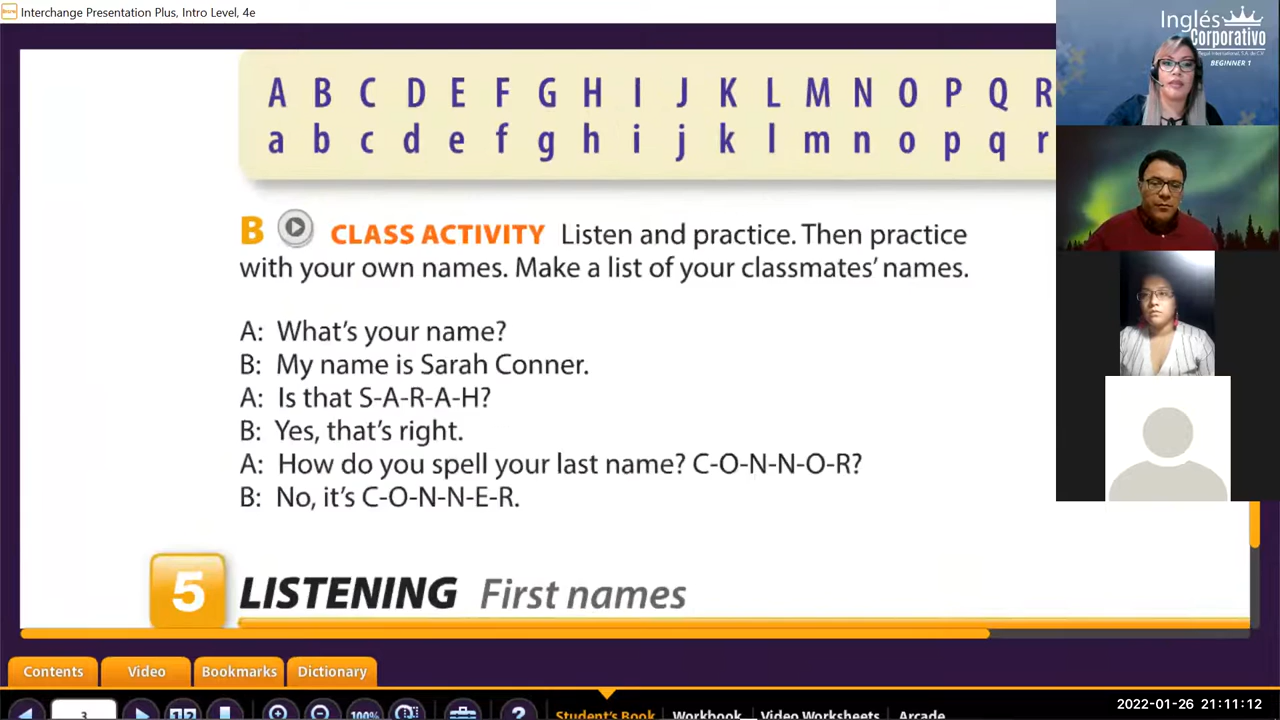 Interchange Presentation Plus, Intro Level, 4e
Inglés
Corporativo
BEGINNER 1
A B C D E F G H I J K L M N O P Q R
a b c d e f g h i j k l m n o p q r
B CLASS ACTIVITY Listen and practice. Then practice
with your own names. Make a list of your classmates' names.
A: What's your name?
B: My name is Sarah Conner.
A: Is that S-A-R-A-H?
B: Yes, that's right.
A: How do you spell your last name? C-O-N-N-O-R?
B: No, it's C-O-N-N-E-R.
5 LISTENING First names
Contents Video Bookmarks Dictionary
3 100% ? Student's Book Workbook Video Worksheets Arcade
2022-01-26 21:11:12